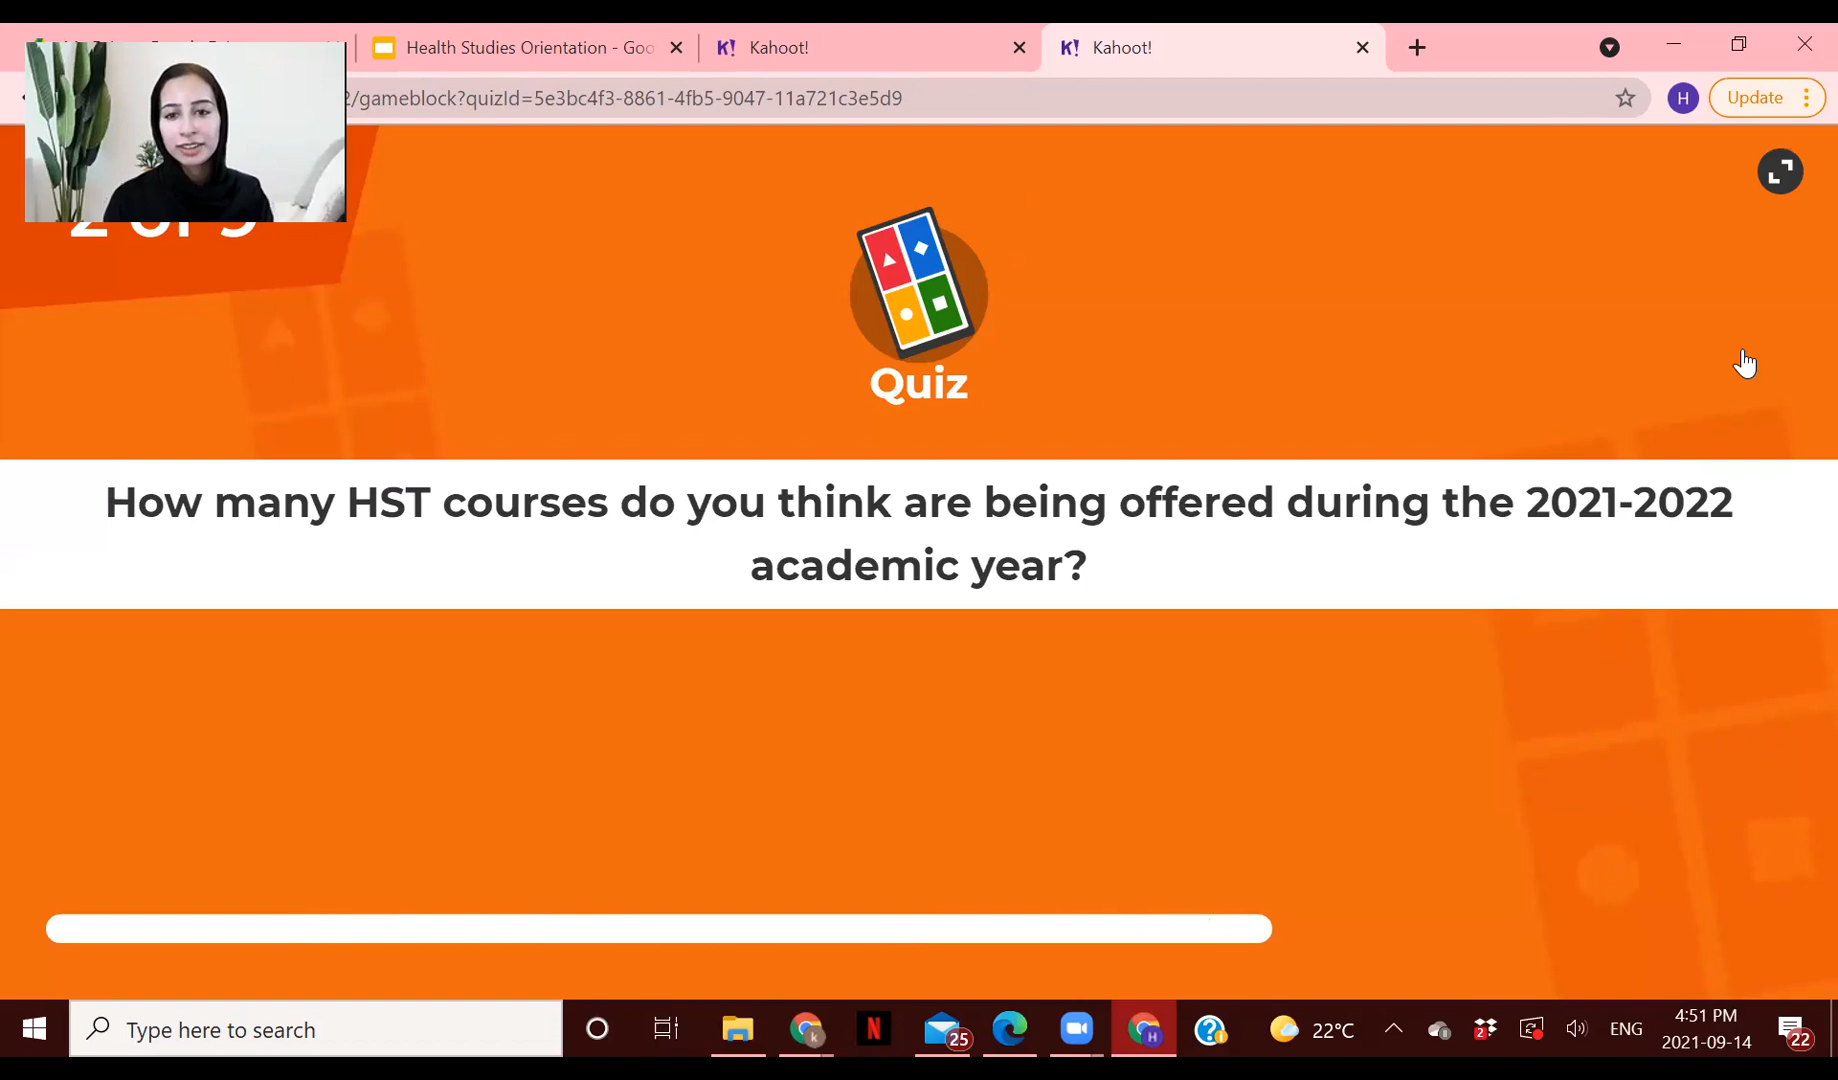 Health Studies Orientation - Goo
K! Kahoot!
K! Kahoot!
/gameblock?quizId=5e3bc4f3-8861-4fb5-9047-11a721c3e5d9
H
Update
Quiz
How many HST courses do you think are being offered during the 2021-2022
academic year?
Type here to search
k
N
25
H
22°C
2
ENG
4:51 PM
2021-09-14
22